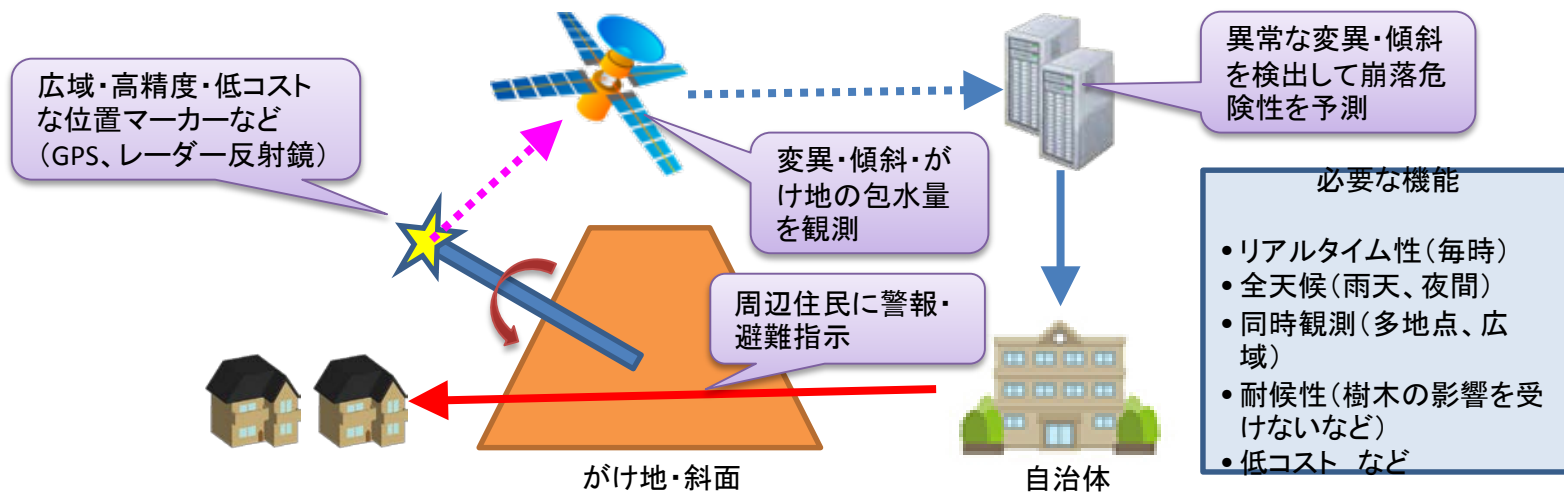 広域・高精度・低コスト
な位置マーカーなど
（GPS、レーダー反射鏡）
異常な変異・傾斜
を検出して崩落危
険性を予測
変異・傾斜・が
け地の包水量
を観測
周辺住民に警報・
避難指示
必要な機能
• リアルタイム性（毎時）
• 全天候（雨天、夜間）
• 同時観測（多地点、広
域）
• 耐候性（樹木の影響を受
けないなど）
• 低コスト　など
がけ地・斜面
自治体